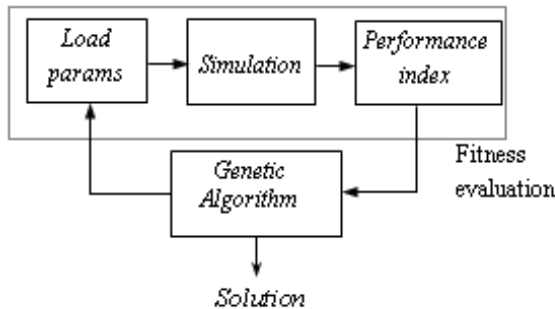 Load
params
Simulation
Performance
index
Genetic
Algorithm
Fitness
evaluation
Solution